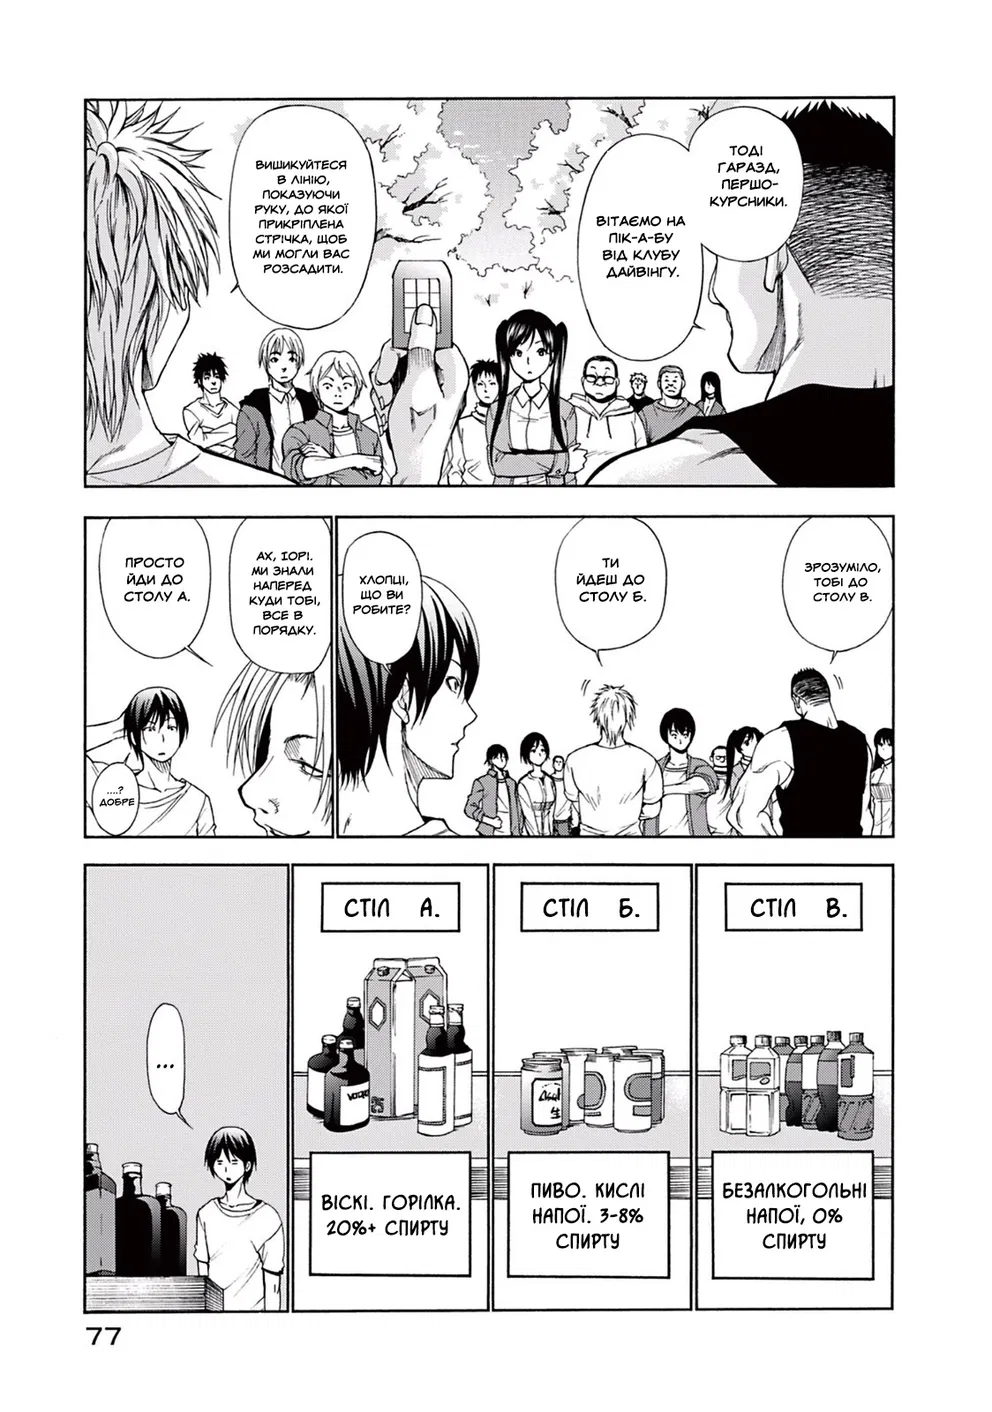 ТОДІ
ГАРАЗД,
ПЕРШО-
КУРСНИКИ.
ВІТАЄМО НА
ПІК-А-БУ
ВІД КЛУБУ
ДАЙВІНГУ.
ВИШИКУЙТЕСЯ
В ЛІНІЮ,
ПОКАЗУЮЧИ
РУКУ, ДО ЯКОЇ
ПРИКРІПЛЕНА
СТРІЧКА, ЩОБ
МИ МОГЛИ ВАС
РОЗСАДИТИ.
ЗРОЗУМІЛО,
ТОБІ ДО
СТОЛУ В.
ТИ
ЙДЕШ ДО
СТОЛУ Б.
ХЛОПЦІ,
ЩО ВИ
РОБИТЕ?
АХ, ІОРІ.
МИ ЗНАЛИ
НАПЕРЕД
КУДИ ТОБІ,
ВСЕ В
ПОРЯДКУ.
ПРОСТО
ЙДИ ДО
СТОЛУ А.
....?
ДОБРЕ
СТІЛ В.
БЕЗАЛКОГОЛЬНІ
НАПОЇ, 0%
СПИРТУ
СТІЛ Б.
ПИВО. КИСЛІ
НАПОЇ. 3-8%
СПИРТУ
СТІЛ А.
25
ВІСКІ. ГОРІЛКА.
20%+ СПИРТУ
...
77